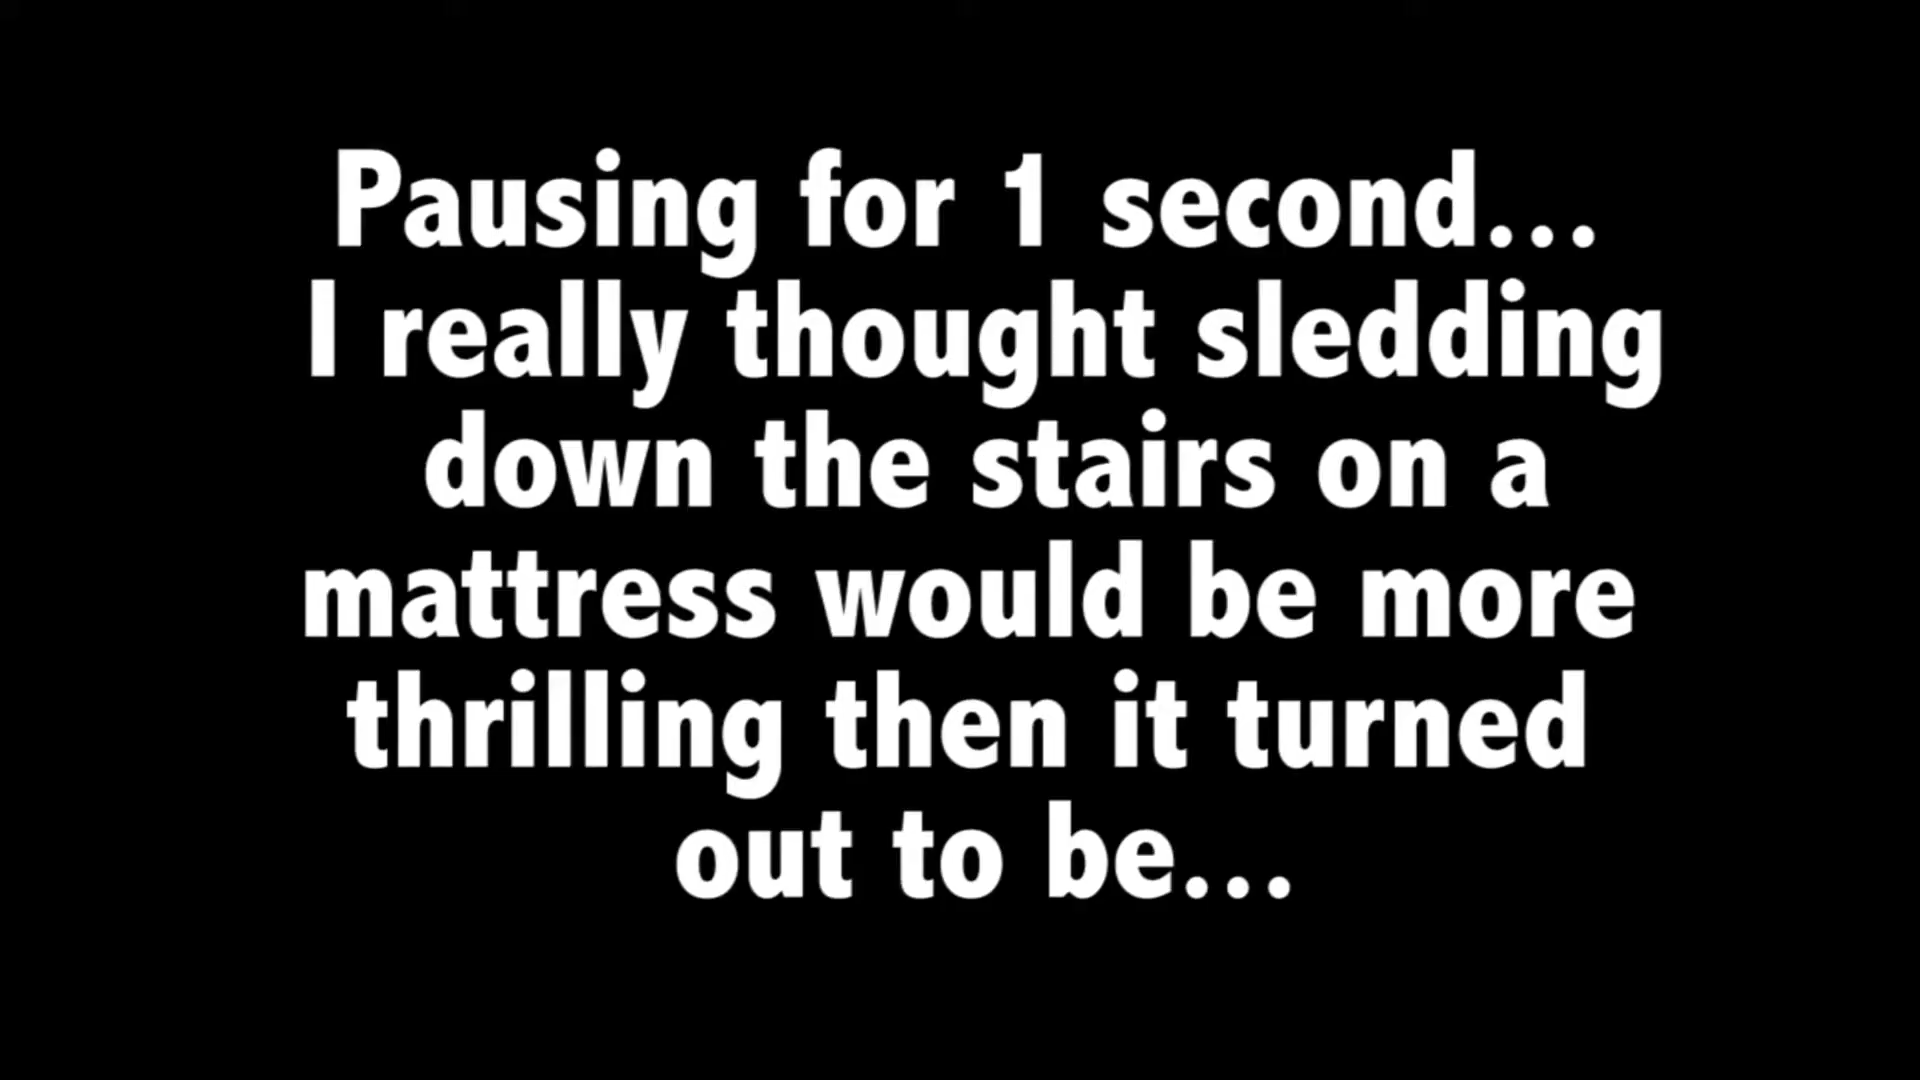 Pausing for 1 second...
I really thought sledding
down the stairs on a
mattress would be more
thrilling then it turned
out to be...